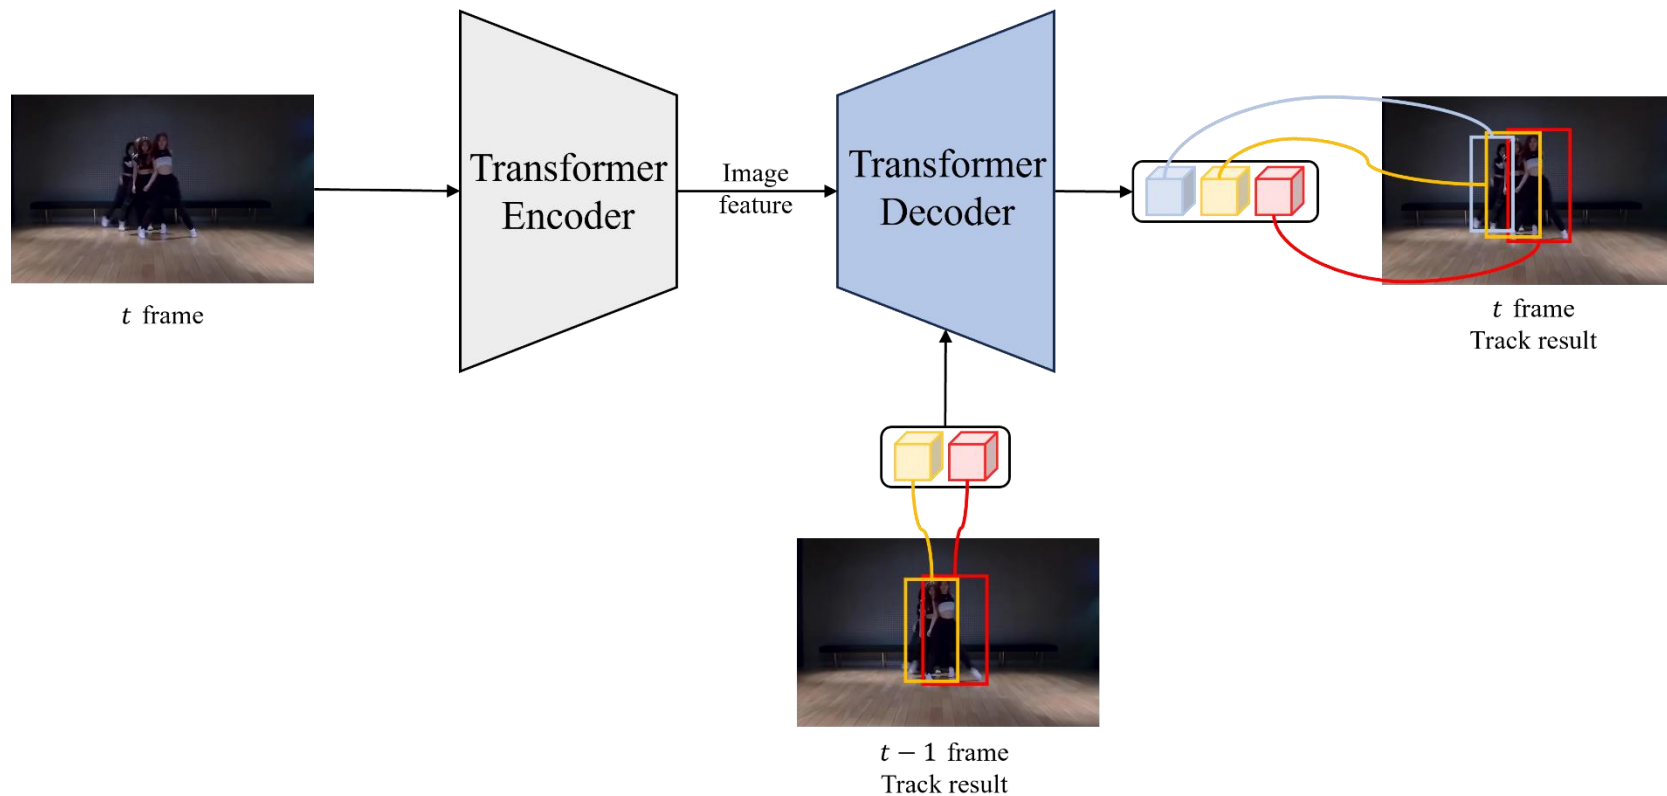 Transformer
Encoder
Image
feature
Transformer
Decoder
t frame
t frame
Track result
t − 1 frame
Track result